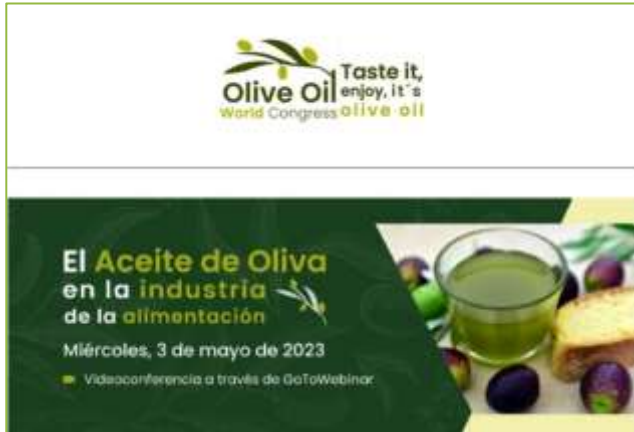 Olive Oil
World Congress
Taste it,
enjoy, it´s
olive oil
El Aceite de Oliva
en la industria
de la alimentación
Miércoles, 3 de mayo de 2023
Videoconferencia a través de GoToWebinar